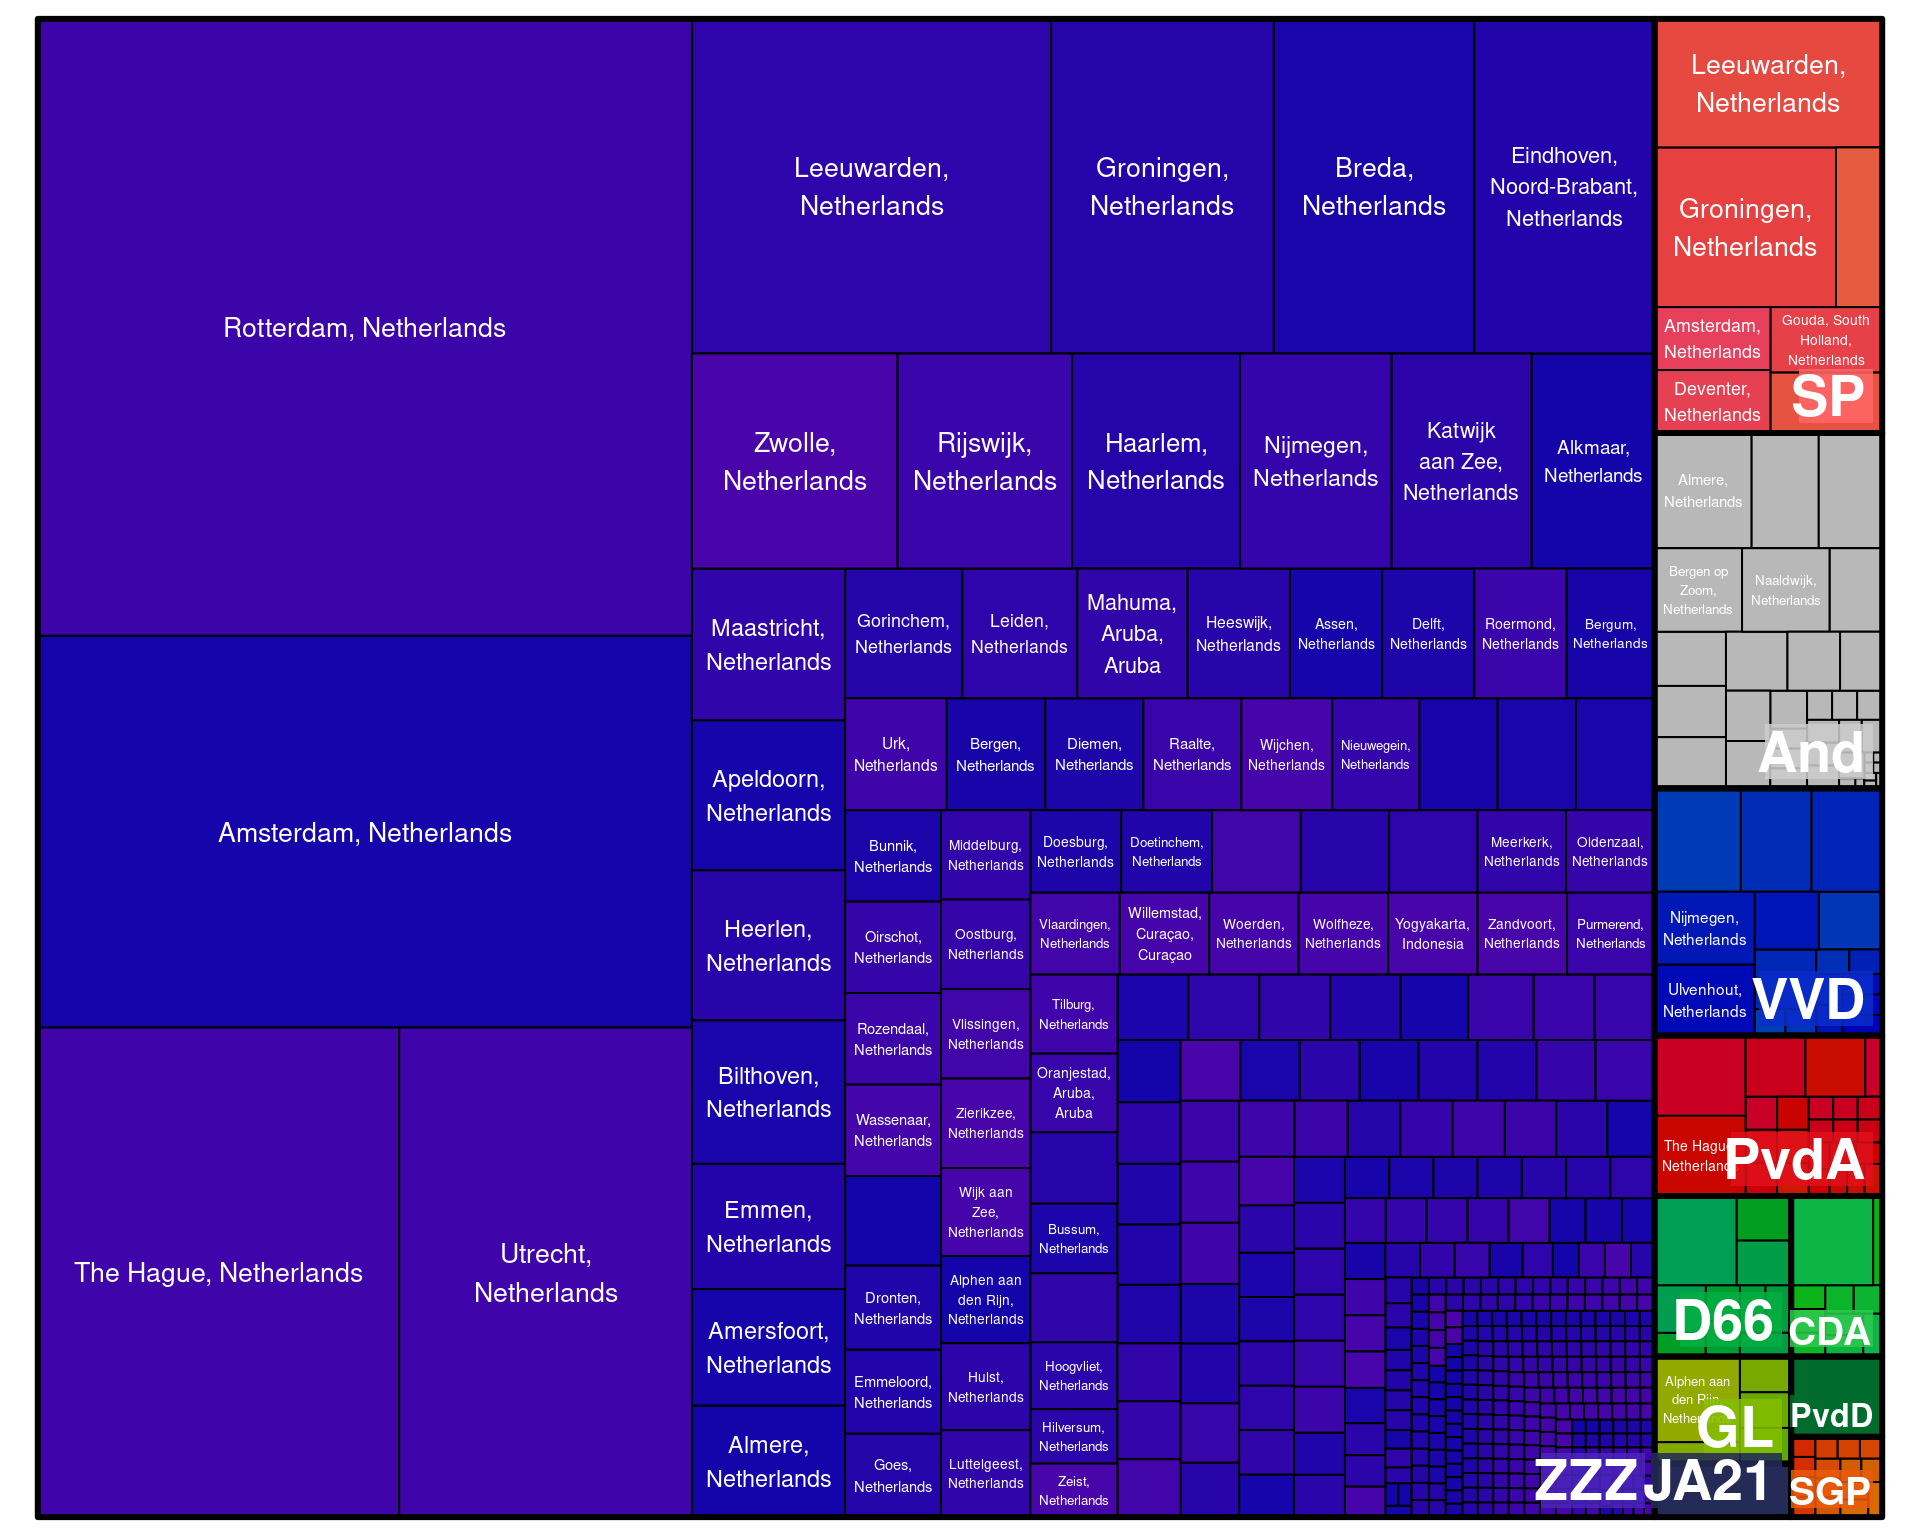 Rotterdam, Netherlands
Amsterdam, Netherlands
The Hague, Netherlands
Utrecht,
Netherlands
Leeuwarden,
Netherlands
Groningen,
Netherlands
Breda,
Netherlands
Eindhoven,
Noord-Brabant,
Netherlands
Zwolle,
Netherlands
Rijswijk,
Netherlands
Haarlem,
Netherlands
Nijmegen,
Netherlands
Katwijk
aan Zee,
Netherlands
Alkmaar,
Netherlands
Maastricht,
Netherlands
Apeldoorn,
Netherlands
Heerlen,
Netherlands
Bilthoven,
Netherlands
Emmen,
Netherlands
Amersfoort,
Netherlands
Almere,
Netherlands
Gorinchem,
Netherlands
Leiden,
Netherlands
Mahuma,
Aruba,
Aruba
Heeswijk,
Netherlands
Assen,
Netherlands
Delft,
Netherlands
Roermond,
Netherlands
Bergum,
Netherlands
Urk,
Netherlands
Bergen,
Netherlands
Diemen,
Netherlands
Raalte,
Netherlands
Wijchen,
Netherlands
Nieuwegein,
Netherlands
Bunnik,
Netherlands
Oirschot,
Netherlands
Rozendaal,
Netherlands
Wassenaar,
Netherlands
Dronten,
Netherlands
Emmeloord,
Netherlands
Goes,
Netherlands
Middelburg,
Netherlands
Oostburg,
Netherlands
Vlissingen,
Netherlands
Zierikzee,
Netherlands
Wijk aan
Zee,
Netherlands
Alphen aan
den Rijn,
Netherlands
Hulst,
Netherlands
Luttelgeest,
Netherlands
Doesburg,
Netherlands
Doetinchem,
Netherlands
Meerkerk,
Netherlands
Oldenzaal,
Netherlands
Vlaardingen,
Netherlands
Willemstad,
Curaçao,
Curaçao
Woerden,
Netherlands
Wolfheze,
Netherlands
Yogyakarta,
Indonesia
Zandvoort,
Netherlands
Purmerend,
Netherlands
Tilburg,
Netherlands
Oranjestad,
Aruba,
Aruba
Bussum,
Netherlands
Hoogvliet,
Netherlands
Hilversum,
Netherlands
Zeist,
Netherlands
ZZZ
Leeuwarden,
Netherlands
Groningen,
Netherlands
Amsterdam,
Netherlands
Gouda, South
Holland,
Netherlands
Deventer,
Netherlands
SP
Almere,
Netherlands
Bergen op
Zoom,
Netherlands
Naaldwijk,
Netherlands
And
Nijmegen,
Netherlands
Ulvenhout,
Netherlands
VVD
The Hague,
Netherlands
PvdA
D66
CDA
Alphen aan
den Rijn,
Netherlands
GL
PvdD
JA21
SGP